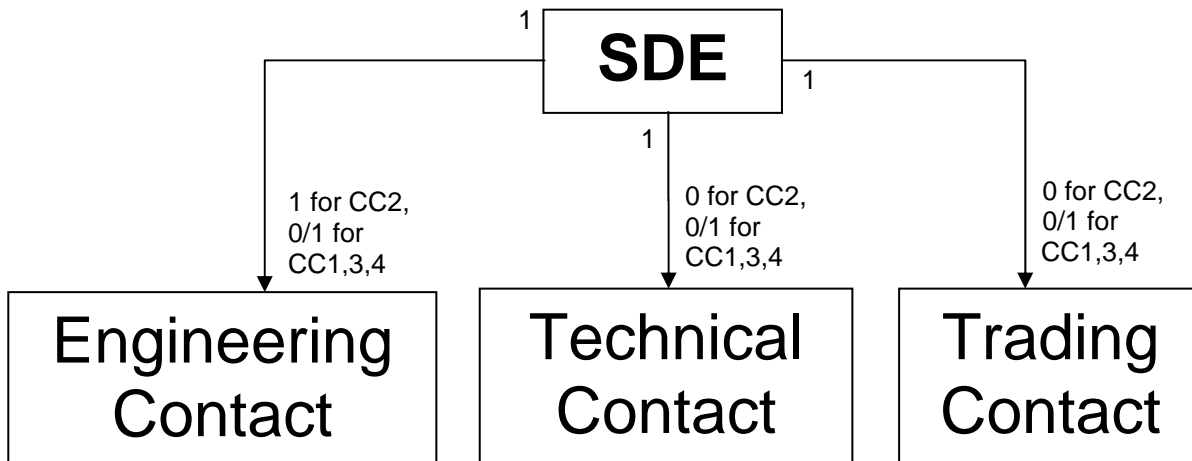 1
SDE
1
1
1 for CC2,
0/1 for
CC1,3,4
0 for CC2,
0/1 for
CC1,3,4
0 for CC2,
0/1 for
CC1,3,4
Engineering
Contact
Technical
Contact
Trading
Contact